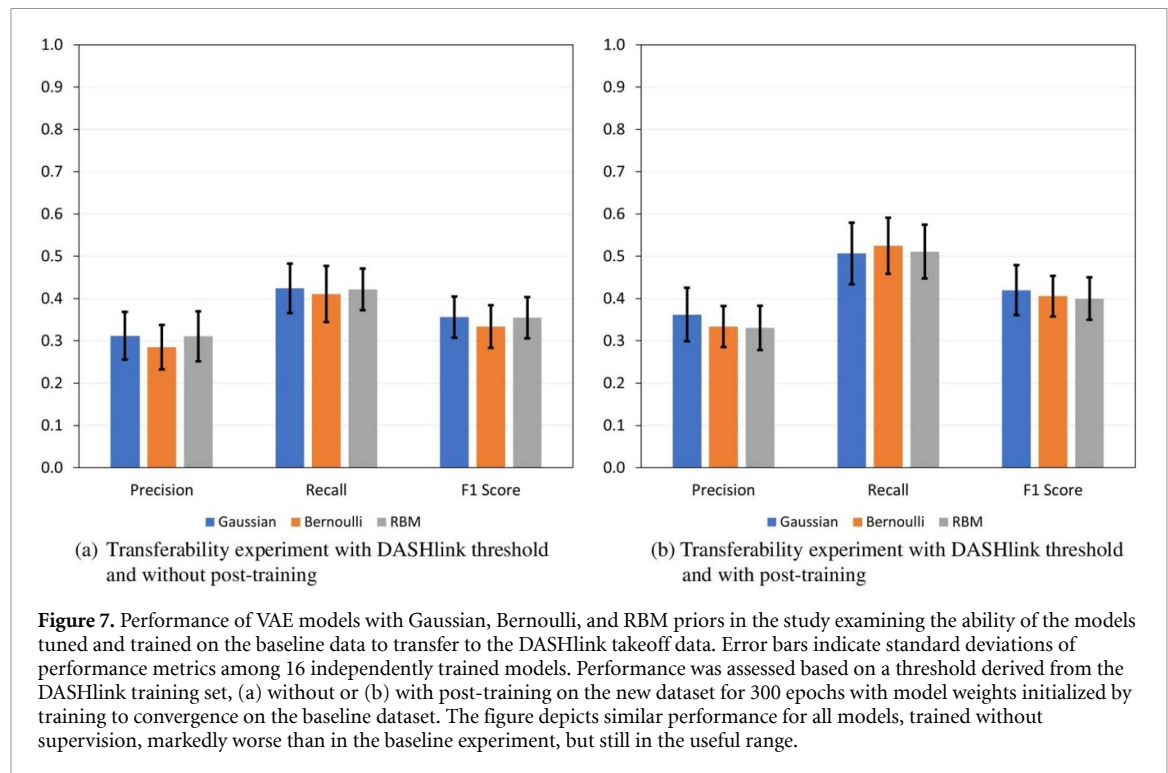 1.0
0.9
0.8
0.7
0.6
0.5
0.4
0.3
0.2
0.1
0.0
Precision Recall F1 Score
Gaussian Bernoulli RBM
(a) Transferability experiment with DASHlink threshold
and without post-training
1.0
0.9
0.8
0.7
0.6
0.5
0.4
0.3
0.2
0.1
0.0
Precision Recall F1 Score
Gaussian Bernoulli RBM
(b) Transferability experiment with DASHlink threshold
and with post-training
Figure 7. Performance of VAE models with Gaussian, Bernoulli, and RBM priors in the study examining the ability of the models
tuned and trained on the baseline data to transfer to the DASHlink takeoff data. Error bars indicate standard deviations of
performance metrics among 16 independently trained models. Performance was assessed based on a threshold derived from the
DASHlink training set, (a) without or (b) with post-training on the new dataset for 300 epochs with model weights initialized by
training to convergence on the baseline dataset. The figure depicts similar performance for all models, trained without
supervision, markedly worse than in the baseline experiment, but still in the useful range.